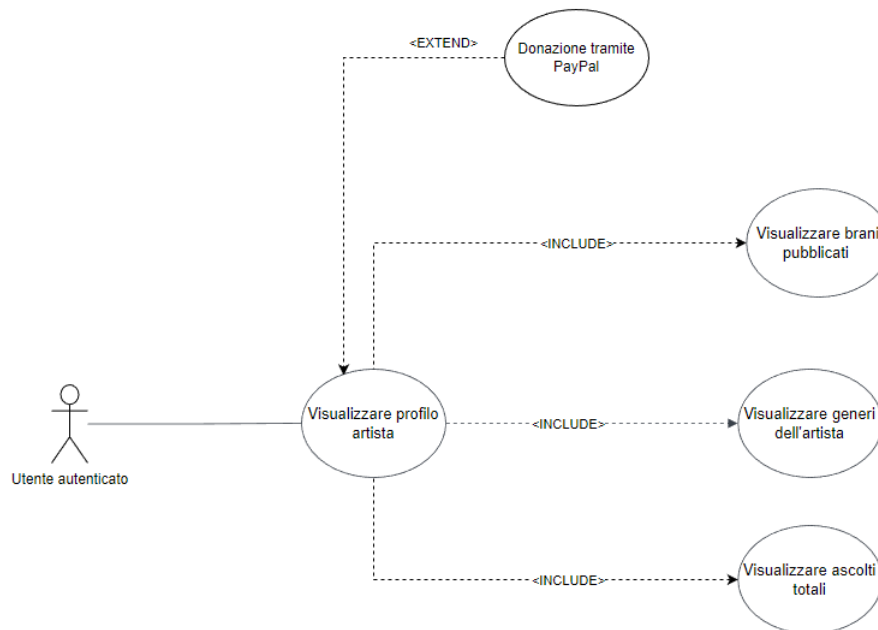 <EXTEND>
Donazione tramite
PayPal
Visualizzare brani
pubblicati
<INCLUDE>
Visualizzare profilo
artista
<INCLUDE>
Visualizzare generi
dell'artista
Utente autenticato
<INCLUDE>
Visualizzare ascolti
totali